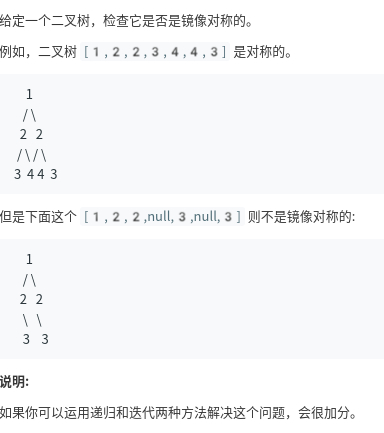 给定一个二叉树，检查它是否是镜像对称的。
例如，二叉树 [1,2,2,3,4,4,3] 是对称的。
1
/ \
2 2
/ \ / \
3 4 4 3
但是下面这个 [1,2,2,null,3,null,3] 则不是镜像对称的:
1
/ \
2 2
\ \
3 3
说明:
如果你可以运用递归和迭代两种方法解决这个问题，会很加分。